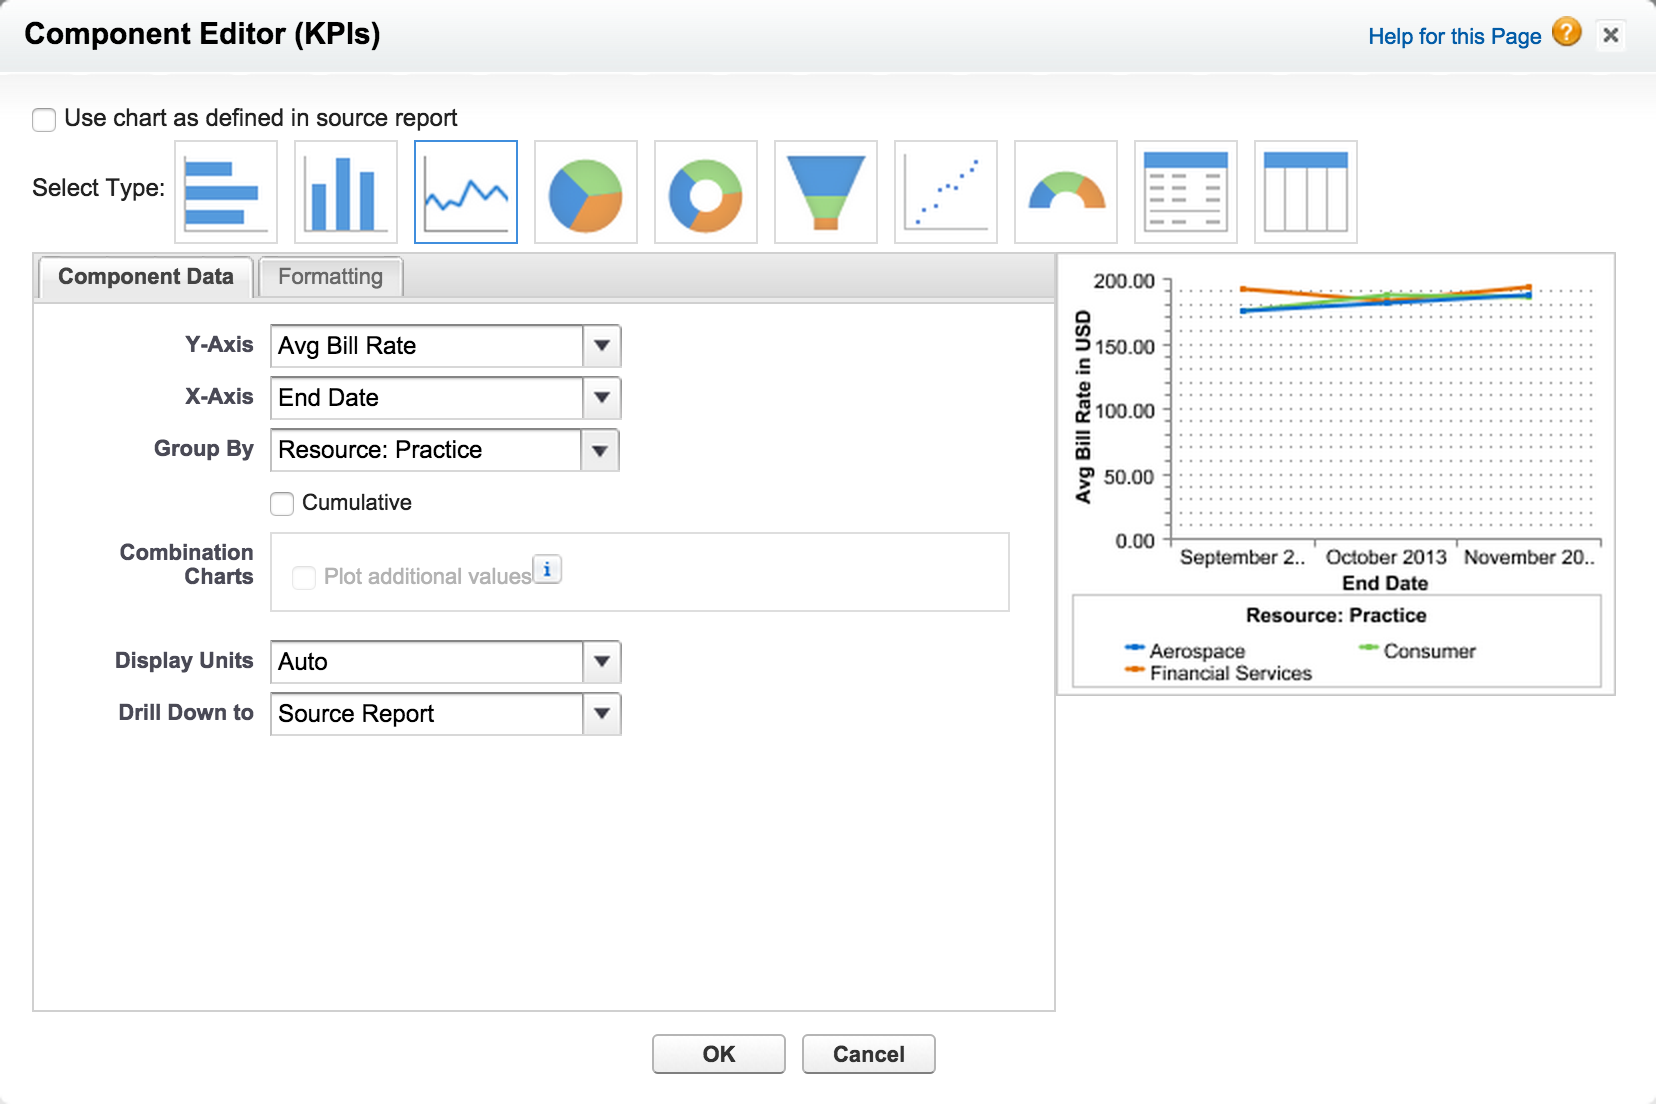 Component Editor (KPIs)
Help for this Page
?
Use chart as defined in source report
Select Type:
Component Data
Formatting
Y-Axis
Avg Bill Rate
X-Axis
End Date
Group By
Resource: Practice
Cumulative
Combination
Charts
Plot additional values
i
Display Units
Auto
Drill Down to
Source Report
Avg Bill Rate in USD
200.00
150.00
100.00
50.00
0.00
September 2..
October 2013
November 20..
End Date
Resource: Practice
Aerospace
Consumer
Financial Services
OK
Cancel